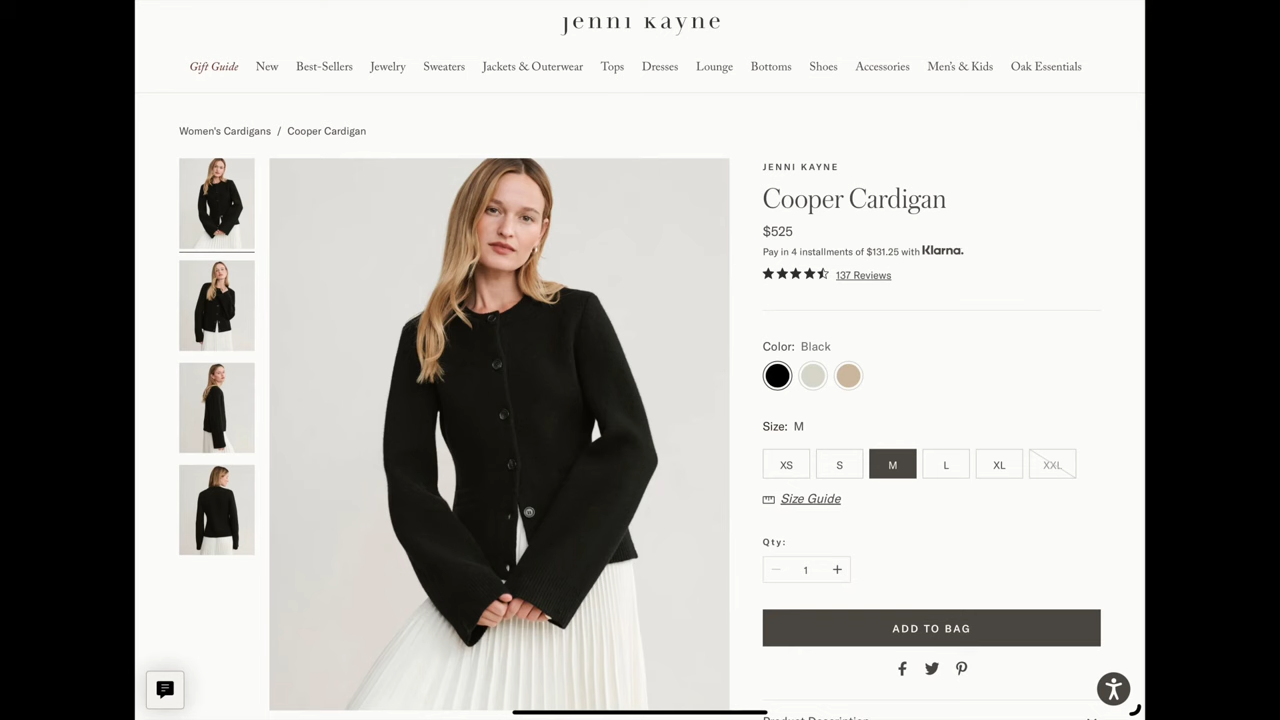 jenni kayne
Gift Guide New Best-Sellers Jewelry Sweaters Jackets & Outerwear Tops Dresses Lounge Bottoms Shoes Accessories Men's & Kids Oak Essentials
Women's Cardigans / Cooper Cardigan
JENNI KAYNE
Cooper Cardigan
$525
Pay in 4 installments of $131.25 with Klarna.
137 Reviews
Color: Black
Size: M
XS S M L XL XXL
Size Guide
Qty:
1
ADD TO BAG
Product Description